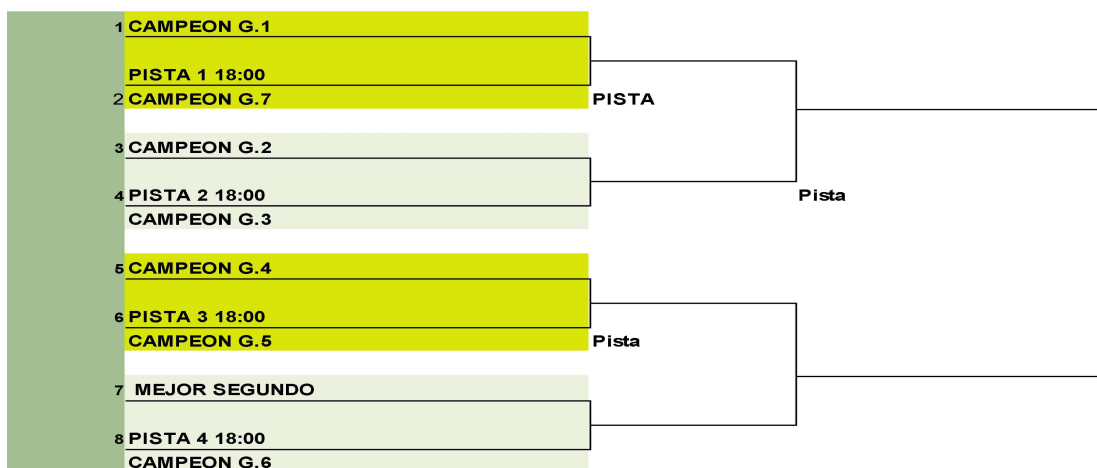 1 CAMPEON G.1
PISTA 1 18:00
2 CAMPEON G.7 PISTA
3 CAMPEON G.2
4 PISTA 2 18:00 Pista
CAMPEON G.3
5 CAMPEON G.4
6 PISTA 3 18:00
CAMPEON G.5 Pista
7 MEJOR SEGUNDO
8 PISTA 4 18:00
CAMPEON G.6